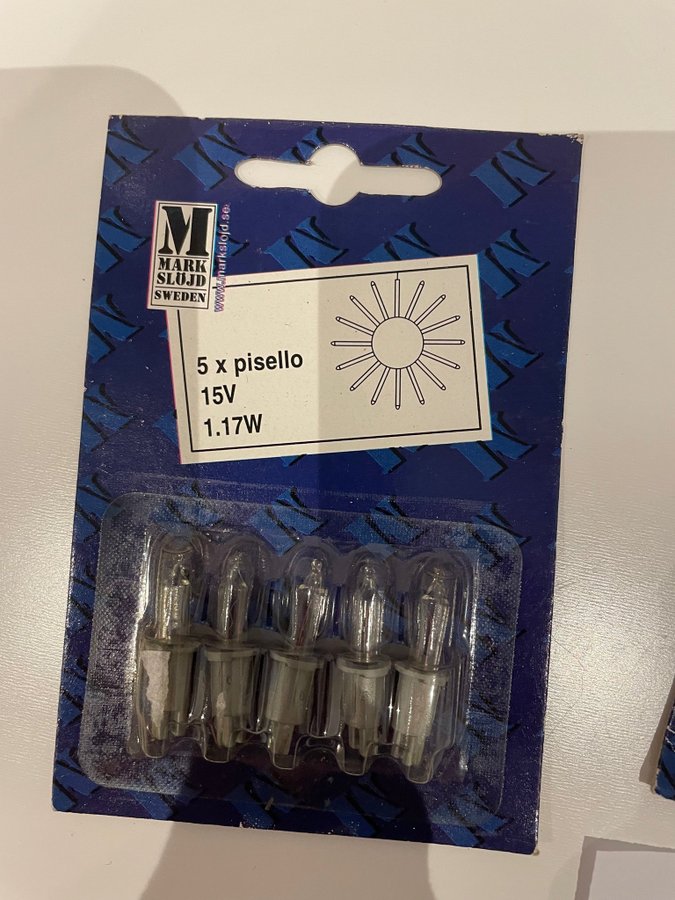 M
MARK
SLÖJD
SWEDEN
www.markslojd.se
5 x pisello
15V
1.17W